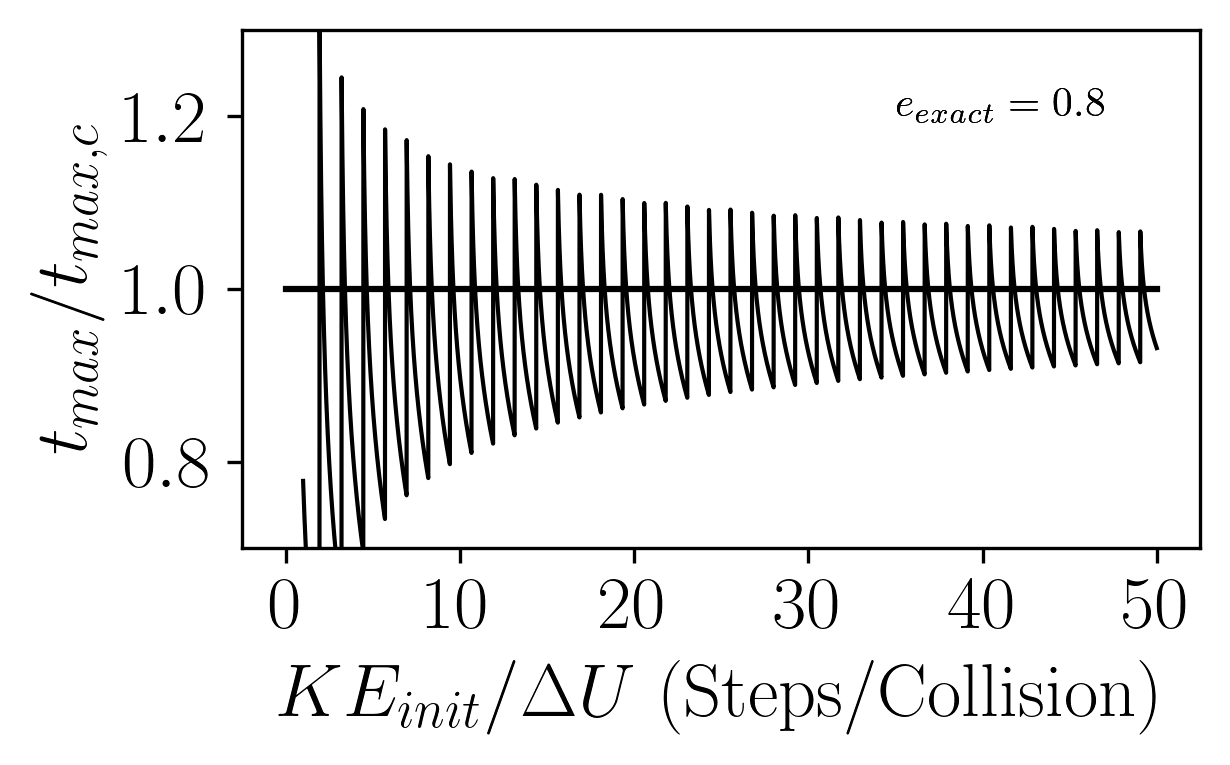 e_{exact} = 0.8
t_{max}/t_{max,c}
1.2
1.0
0.8
0 10 20 30 40 50
KE_{init}/ΔU (Steps/Collision)